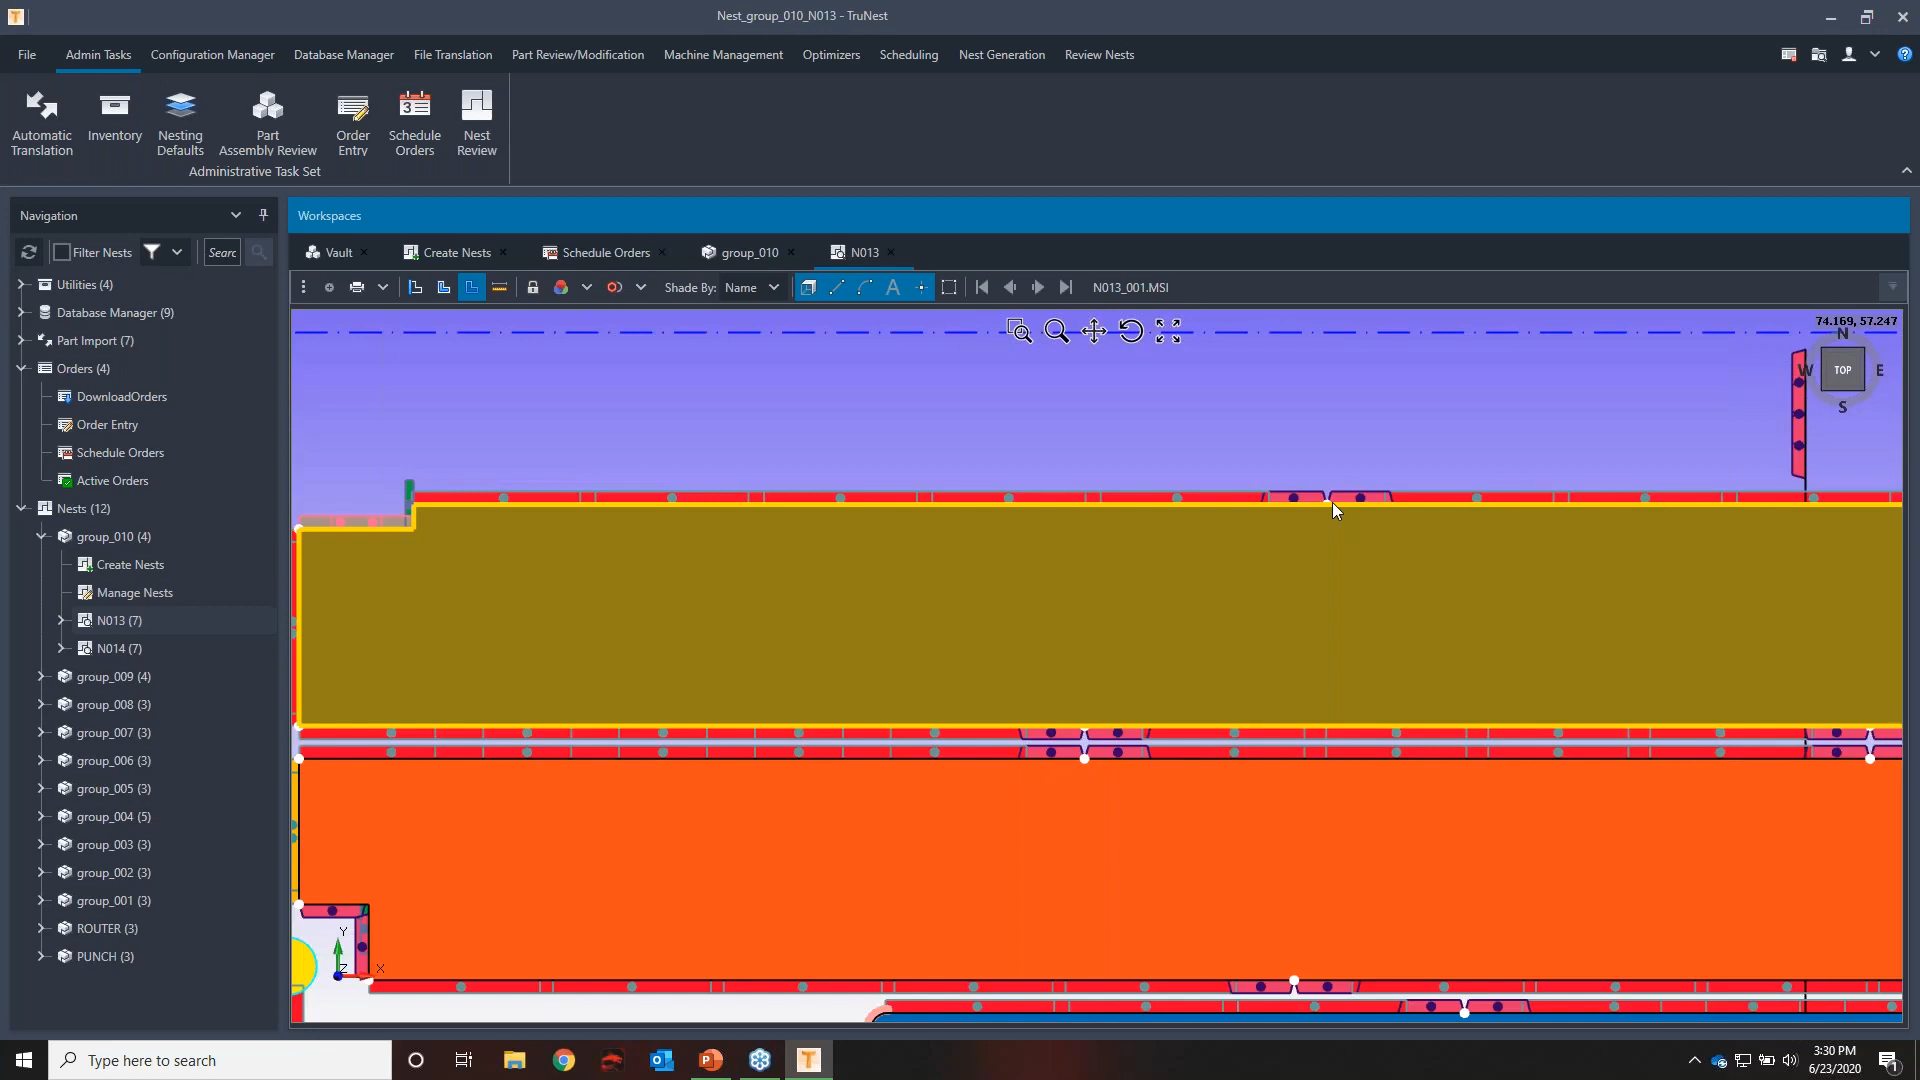 Nest_group_010_N013 - TruNest
File
Admin Tasks
Configuration Manager
Database Manager
File Translation
Part Review/Modification
Machine Management
Optimizers
Scheduling
Nest Generation
Review Nests
Automatic
Translation
Inventory
Nesting
Defaults
Part
Assembly Review
Order
Entry
3
Schedule
Orders
Nest
Review
Administrative Task Set
Navigation
Filter Nests
Searc
Utilities (4)
Database Manager (9)
Part Import (7)
Orders (4)
DownloadOrders
Order Entry
Schedule Orders
Active Orders
Nests (12)
group_010 (4)
Create Nests
Manage Nests
N013 (7)
N014 (7)
group_009 (4)
group_008 (3)
group_007 (3)
group_006 (3)
group_005 (3)
group_004 (5)
group_003 (3)
group_002 (3)
group_001 (3)
ROUTER (3)
PUNCH (3)
Workspaces
Vault
Create Nests
Schedule Orders
group_010
N013
Shade By:
Name
A
N013_001.MSI
74.169, 57.247
N
W
TOP
E
S
Y
Z
X
Type here to search
3:30 PM
6/23/2020
1